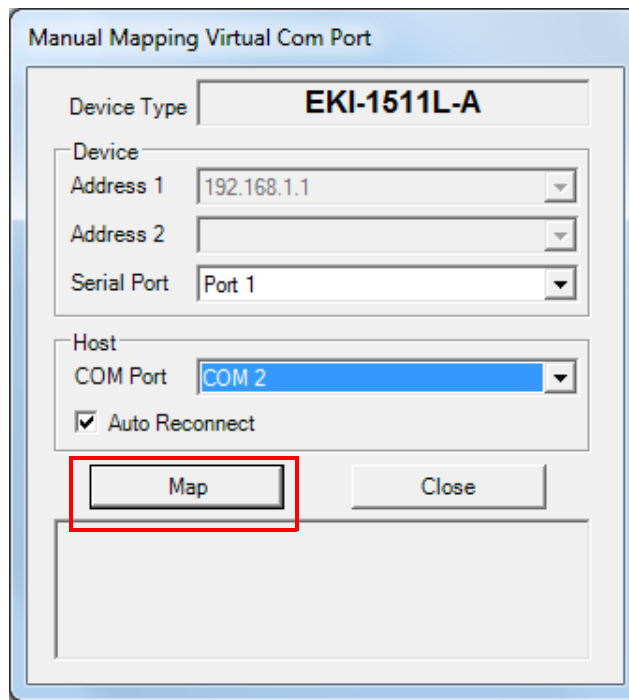 Manual Mapping Virtual Com Port
Device Type EKI-1511L-A
Device
Address 1 192.168.1.1
Address 2
Serial Port Port 1
Host
COM Port COM 2
Auto Reconnect
Map Close